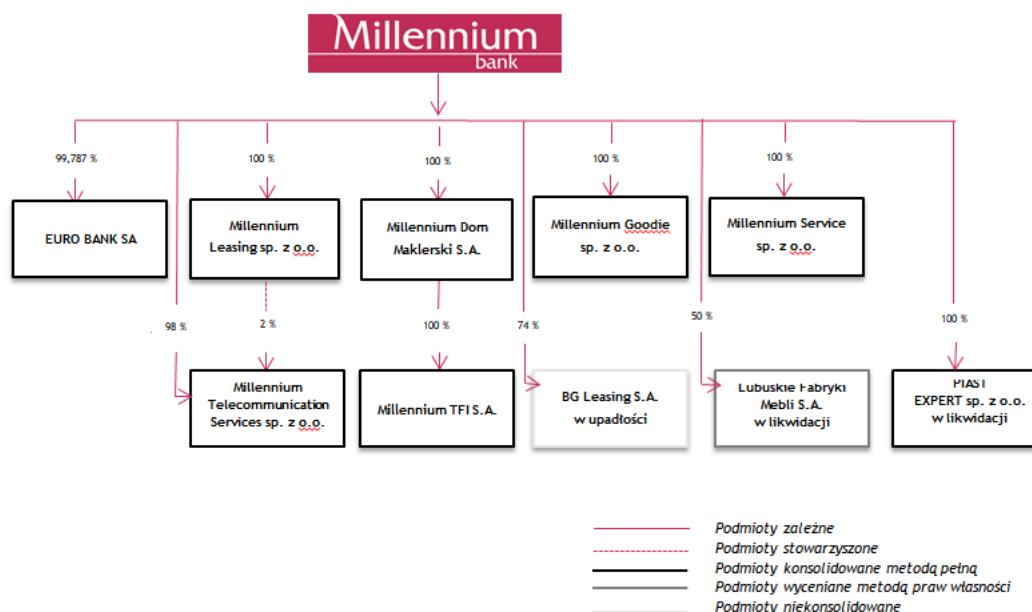 Millennium
bank
99,787 %
100 %
100 %
100 %
100 %
EURO BANK SA
Millennium
Leasing sp. z o.o.
Millennium Dom
Maklerski S.A.
Millennium Goodie
sp. z o.o.
Millennium Service
sp. z o.o.
98 %
2 %
100 %
74 %
50 %
100 %
Millennium
Telecommunication
Services sp. z o.o.
Millennium TFI S.A.
BG Leasing S.A.
w upadłości
Lubuskie Fabryki
Mebli S.A.
w likwidacji
PIAST
EXPERT sp. z o.o.
w likwidacji
Podmioty zależne
Podmioty stowarzyszone
Podmioty konsolidowane metodą pełną
Podmioty wyceniane metodą praw własności
Podmioty niekonsolidowane